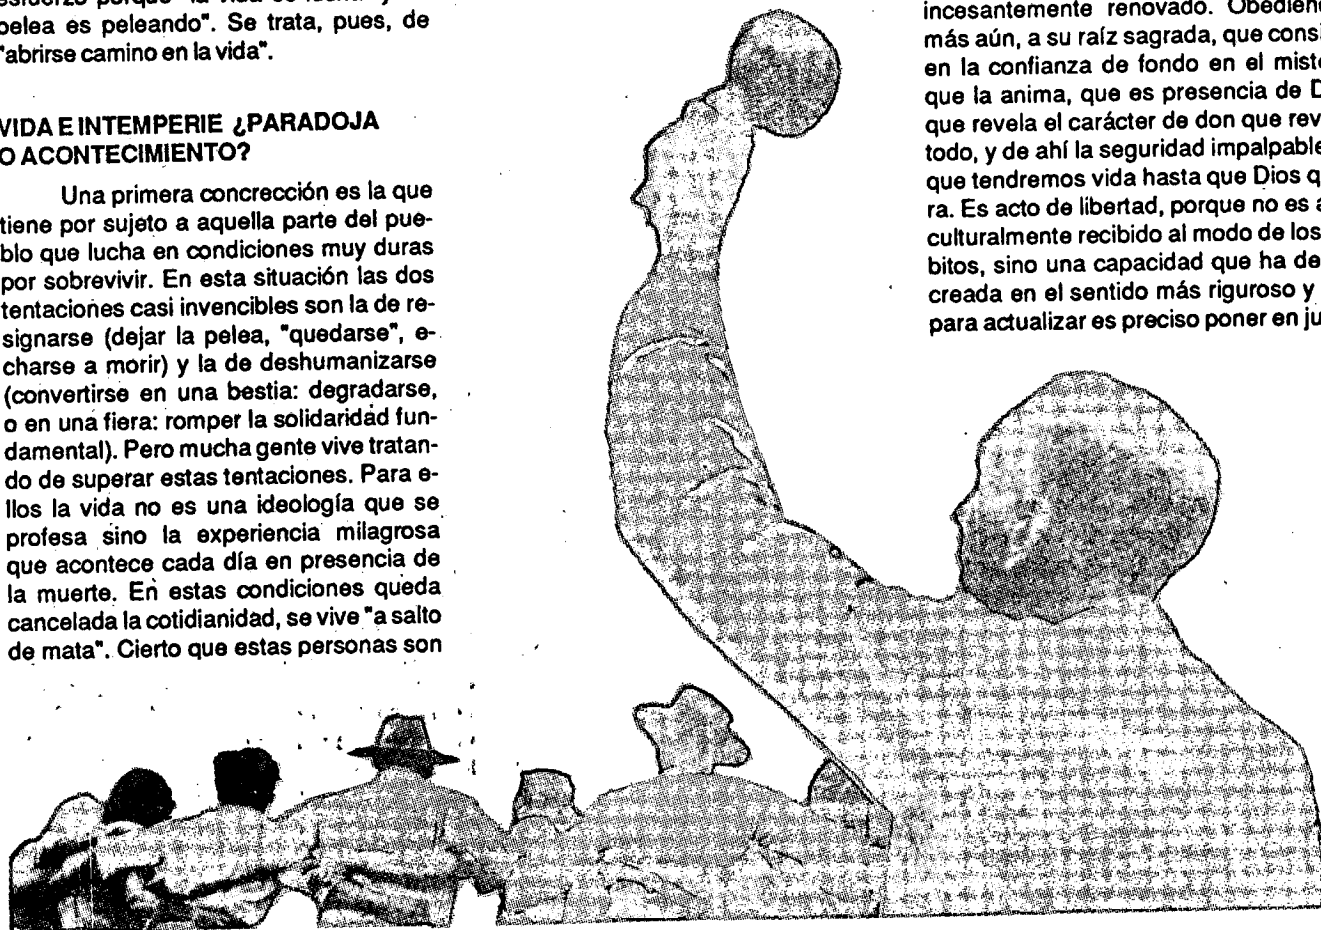 pelea es peleando". Se trata, pues, de
"abrirse camino en la vida".
VIDA E INTEMPERIE ¿PARADOJA
O ACONTECIMIENTO?
Una primera concrección es la que
tiene por sujeto a aquella parte del pue-
blo que lucha en condiciones muy duras
por sobrevivir. En esta situación las dos
tentaciones casi invencibles son la de re-
signarse (dejar la pelea, "quedarse", e-
charse a morir) y la de deshumanizarse
(convertirse en una bestia: degradarse,
o en una fiera: romper la solidaridad fun-
damental). Pero mucha gente vive tratan-
do de superar estas tentaciones. Para e-
llos la vida no es una ideología que se
profesa sino la experiencia milagrosa
que acontece cada día en presencia de
la muerte. En estas condiciones queda
cancelada la cotidianidad, se vive "a salto
de mata". Cierto que estas personas son
incesantemente renovado.
más aún, a su raíz sagrada, que
en la confianza de fondo en el
que la anima, que es presencia de
que revela el carácter de don que
todo, y de ahí la seguridad impalpable
que tendremos vida hasta que Dios
ra. Es acto de libertad, porque no es
culturalmente recibido al modo de los
bitos, sino una capacidad que ha de
creada en el sentido más riguroso y
para actualizar es preciso poner en